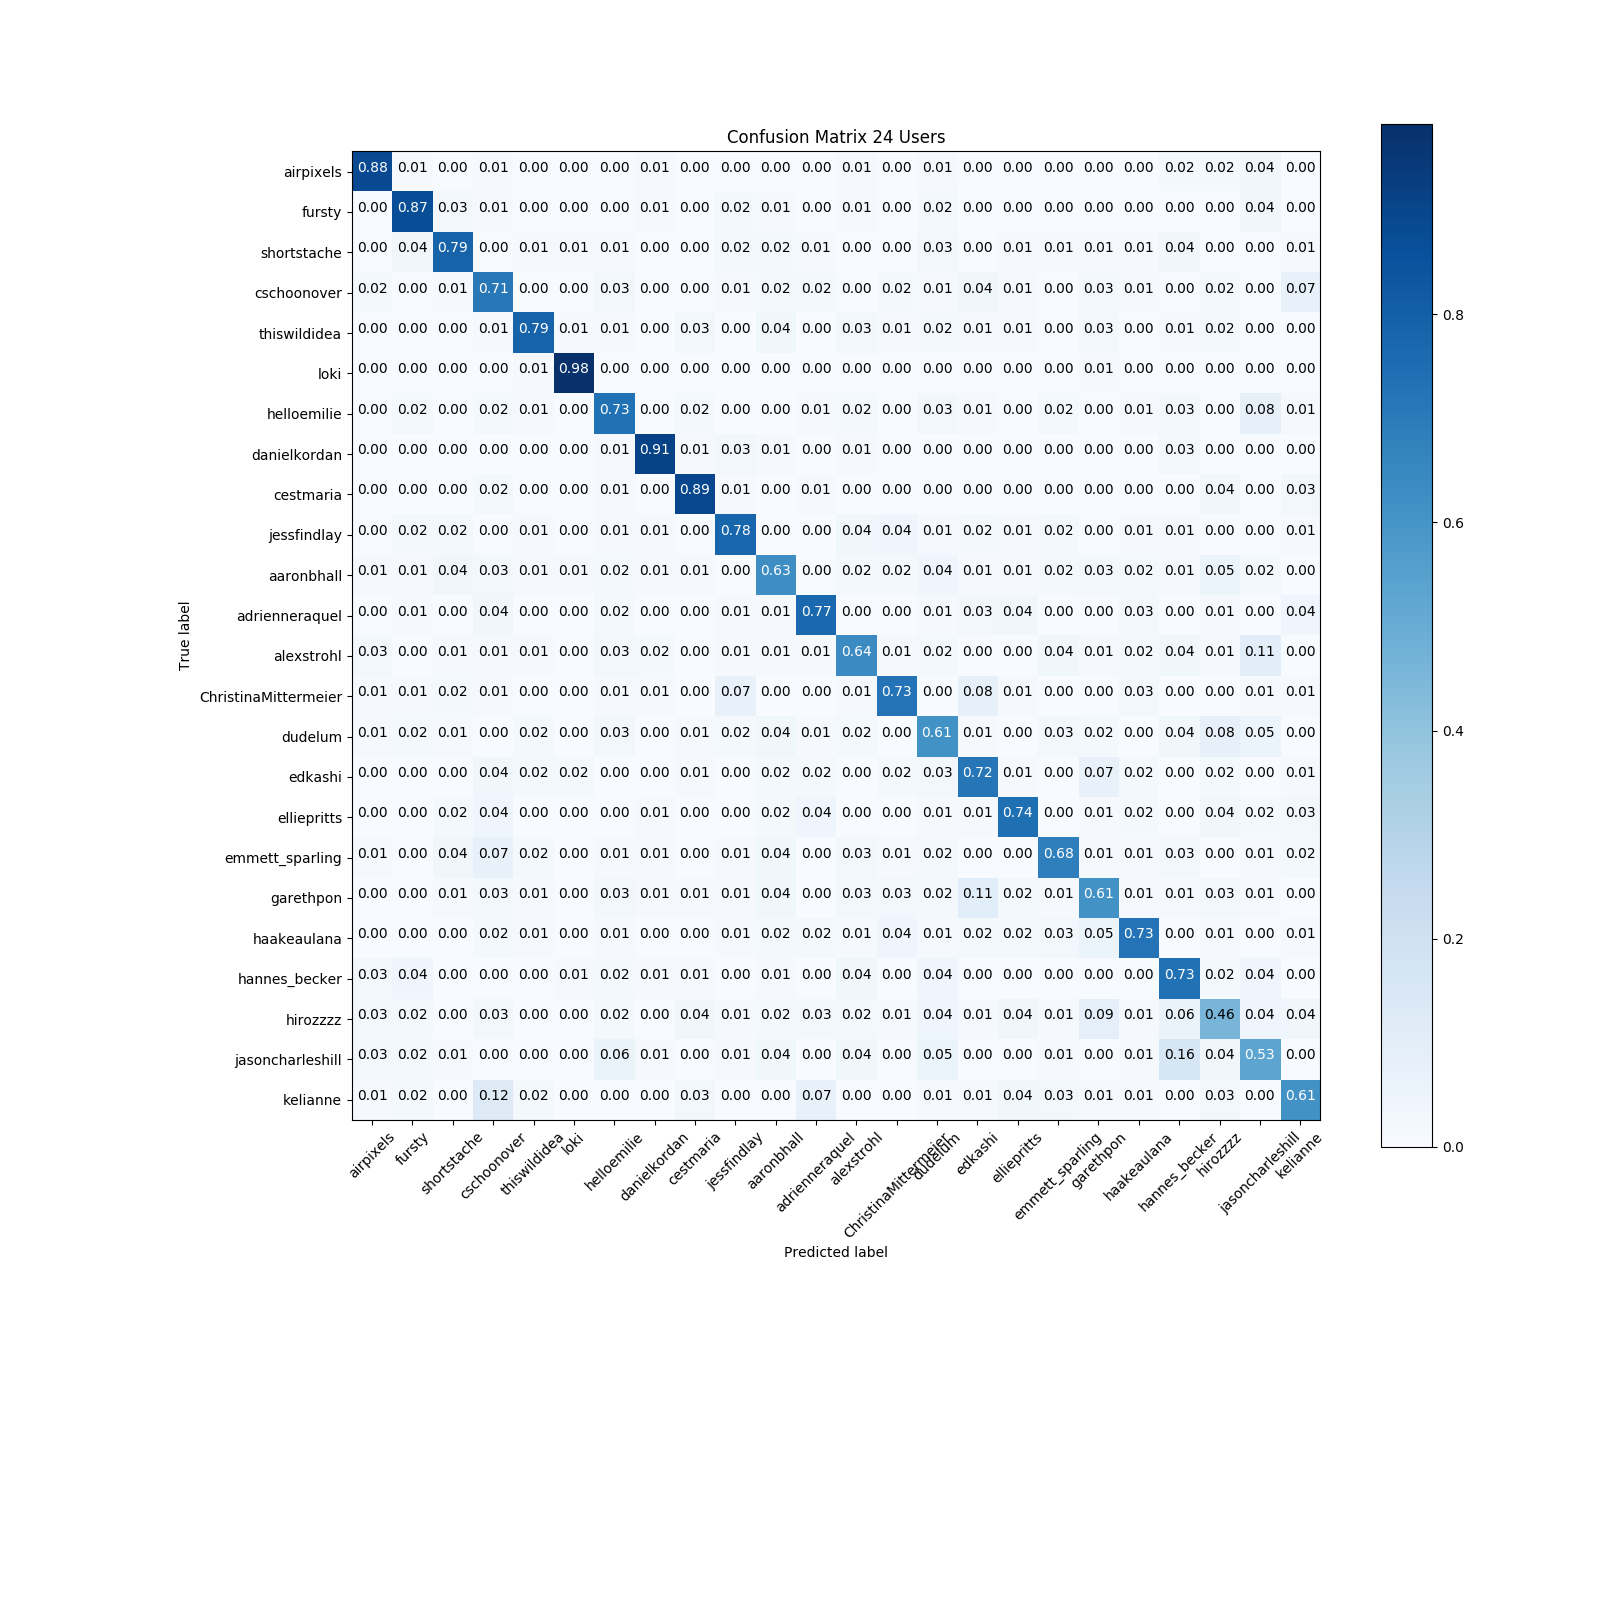 Confusion Matrix 24 Users
airpixels 0.88 0.01 0.00 0.01 0.00 0.00 0.00 0.01 0.00 0.00 0.00 0.00 0.01 0.00 0.01 0.00 0.00 0.00 0.00 0.00 0.02 0.02 0.04 0.00
fursty 0.00 0.87 0.03 0.01 0.00 0.00 0.00 0.01 0.00 0.02 0.01 0.00 0.01 0.00 0.02 0.00 0.00 0.00 0.00 0.00 0.00 0.00 0.04 0.00
shortstache 0.00 0.04 0.79 0.00 0.01 0.01 0.01 0.00 0.00 0.02 0.02 0.01 0.00 0.00 0.03 0.00 0.01 0.01 0.01 0.01 0.04 0.00 0.00 0.01
cschoonover 0.02 0.00 0.01 0.71 0.00 0.00 0.03 0.00 0.00 0.01 0.02 0.02 0.00 0.02 0.01 0.04 0.01 0.00 0.03 0.01 0.00 0.02 0.00 0.07
thiswildidea 0.00 0.00 0.00 0.01 0.79 0.01 0.01 0.00 0.03 0.00 0.04 0.00 0.03 0.01 0.02 0.01 0.01 0.00 0.03 0.00 0.01 0.02 0.00 0.00
loki 0.00 0.00 0.00 0.00 0.01 0.98 0.00 0.00 0.00 0.00 0.00 0.00 0.00 0.00 0.00 0.00 0.00 0.00 0.01 0.00 0.00 0.00 0.00 0.00
helloemilie 0.00 0.02 0.00 0.02 0.01 0.00 0.73 0.00 0.02 0.00 0.00 0.01 0.02 0.00 0.03 0.01 0.00 0.02 0.00 0.01 0.03 0.00 0.08 0.01
danielkordan 0.00 0.00 0.00 0.00 0.00 0.00 0.01 0.91 0.01 0.03 0.01 0.00 0.01 0.00 0.00 0.00 0.00 0.00 0.00 0.00 0.03 0.00 0.00 0.00
cestmaria 0.00 0.00 0.00 0.02 0.00 0.00 0.01 0.00 0.89 0.01 0.00 0.01 0.00 0.00 0.00 0.00 0.00 0.00 0.00 0.00 0.00 0.04 0.00 0.03
jessfindlay 0.00 0.02 0.02 0.00 0.01 0.00 0.01 0.01 0.00 0.78 0.00 0.00 0.04 0.04 0.01 0.02 0.01 0.02 0.00 0.01 0.01 0.00 0.00 0.01
aaronbhall 0.01 0.01 0.04 0.03 0.01 0.01 0.02 0.01 0.01 0.00 0.63 0.00 0.02 0.02 0.04 0.01 0.01 0.02 0.03 0.02 0.01 0.05 0.02 0.00
adrienneraquel 0.00 0.01 0.00 0.04 0.00 0.00 0.02 0.00 0.00 0.01 0.01 0.77 0.00 0.00 0.01 0.03 0.04 0.00 0.00 0.03 0.00 0.01 0.00 0.04
alexstrohl 0.03 0.00 0.01 0.01 0.01 0.00 0.03 0.02 0.00 0.01 0.01 0.01 0.64 0.01 0.02 0.00 0.00 0.04 0.01 0.02 0.04 0.01 0.11 0.00
ChristinaMittermeier 0.01 0.01 0.02 0.01 0.00 0.00 0.01 0.01 0.00 0.07 0.00 0.00 0.01 0.73 0.00 0.08 0.01 0.00 0.00 0.03 0.00 0.00 0.01 0.01
dudelum 0.01 0.02 0.01 0.00 0.02 0.00 0.03 0.00 0.01 0.02 0.04 0.01 0.02 0.00 0.61 0.01 0.00 0.03 0.02 0.00 0.04 0.08 0.05 0.00
edkashi 0.00 0.00 0.00 0.04 0.02 0.02 0.00 0.00 0.01 0.00 0.02 0.02 0.00 0.02 0.03 0.72 0.01 0.00 0.07 0.02 0.00 0.02 0.00 0.01
elliepritts 0.00 0.00 0.02 0.04 0.00 0.00 0.00 0.01 0.00 0.00 0.02 0.04 0.00 0.00 0.01 0.01 0.74 0.00 0.01 0.02 0.00 0.04 0.02 0.03
emmett_sparling 0.01 0.00 0.04 0.07 0.02 0.00 0.01 0.01 0.00 0.01 0.04 0.00 0.03 0.01 0.02 0.00 0.00 0.68 0.01 0.01 0.03 0.00 0.01 0.02
garethpon 0.00 0.00 0.01 0.03 0.01 0.00 0.03 0.01 0.01 0.01 0.04 0.00 0.03 0.03 0.02 0.11 0.02 0.01 0.61 0.01 0.01 0.03 0.01 0.00
haakeaulana 0.00 0.00 0.00 0.02 0.01 0.00 0.01 0.00 0.00 0.01 0.02 0.02 0.01 0.04 0.01 0.02 0.02 0.03 0.05 0.73 0.00 0.01 0.00 0.01
hannes_becker 0.03 0.04 0.00 0.00 0.00 0.01 0.02 0.01 0.01 0.00 0.01 0.00 0.04 0.00 0.04 0.00 0.00 0.00 0.00 0.00 0.73 0.02 0.04 0.00
hirozzzz 0.03 0.02 0.00 0.03 0.00 0.00 0.02 0.00 0.04 0.01 0.02 0.03 0.02 0.01 0.04 0.01 0.04 0.01 0.09 0.01 0.06 0.46 0.04 0.04
jasoncharleshill 0.03 0.02 0.01 0.00 0.00 0.00 0.06 0.01 0.00 0.01 0.04 0.00 0.04 0.00 0.05 0.00 0.00 0.01 0.00 0.01 0.16 0.04 0.53 0.00
kelianne 0.01 0.02 0.00 0.12 0.02 0.00 0.00 0.00 0.03 0.00 0.00 0.07 0.00 0.00 0.01 0.01 0.04 0.03 0.01 0.01 0.00 0.03 0.00 0.61
True label
airpixels fursty shortstache cschoonover thiswildidea loki helloemilie danielkordan cestmaria jessfindlay aaronbhall adrienneraquel alexstrohl ChristinaMittermeier dudelum edkashi elliepritts emmett_sparling garethpon haakeaulana hannes_becker hirozzzz jasoncharleshill kelianne
Predicted label
0.8
0.6
0.4
0.2
0.0